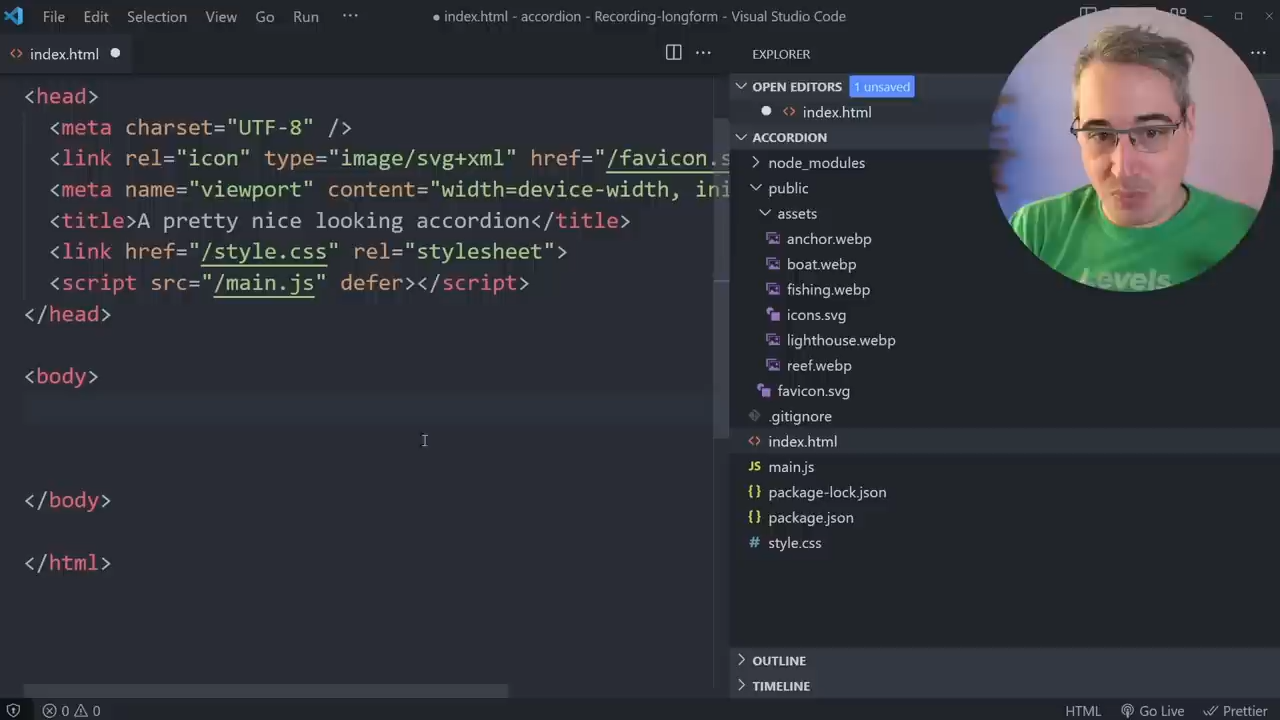 File Edit Selection View Go Run ···
● index.html - accordion - Recording-longform - Visual Studio Code
index.html
<head>
<meta charset="UTF-8" />
<link rel="icon" type="image/svg+xml" href="/favicon.s
<meta name="viewport" content="width=device-width, ini
<title>A pretty nice looking accordion</title>
<link href="/style.css" rel="stylesheet">
<script src="/main.js" defer></script>
</head>
<body>
</body>
</html>
EXPLORER
OPEN EDITORS 1 unsaved
index.html
ACCORDION
node_modules
public
assets
anchor.webp
boat.webp
fishing.webp
icons.svg
lighthouse.webp
reef.webp
favicon.svg
.gitignore
index.html
JS main.js
{} package-lock.json
{} package.json
# style.css
OUTLINE
TIMELINE
Levels
0 0
HTML Go Live Prettier